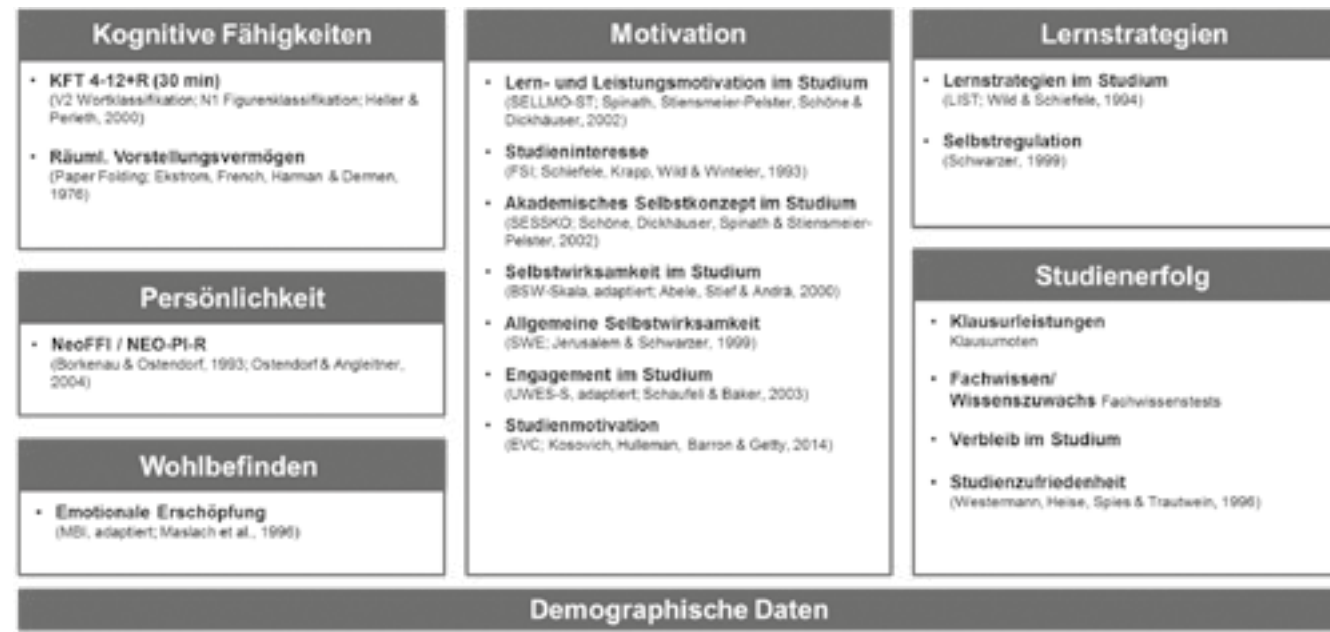 Kognitive Fähigkeiten
• KFT 4-12+R (30 min)
(V2 Wortklassifikation; N1 Figurenklassifikation; Heller &
Perleth, 2000)
• Räuml. Vorstellungsvermögen
(Paper Folding; Ekstrom, French, Harman & Dermen,
1976)
Persönlichkeit
• NeoFFI / NEO-PI-R
(Borkenau & Ostendorf, 1993; Ostendorf & Angleitner,
2004)
Wohlbefinden
• Emotionale Erschöpfung
(MBI, adaptiert; Maslach et al., 1996)
Motivation
• Lern- und Leistungsmotivation im Studium
(SELLMO-ST; Spinath, Stiensmeier-Pelster, Schöne &
Dickhäuser, 2002)
• Studieninteresse
(FSI; Schiefele, Krapp, Wild & Winteler, 1993)
• Akademisches Selbstkonzept im Studium
(SESSKO; Schöne, Dickhäuser, Spinath & Stiensmeier-
Pelster, 2002)
• Selbstwirksamkeit im Studium
(BSW-Skala, adaptiert; Abele, Stief & Andrä, 2000)
• Allgemeine Selbstwirksamkeit
(SWE; Jerusalem & Schwarzer, 1999)
• Engagement im Studium
(UWES-S, adaptiert; Schaufeli & Baker, 2003)
• Studienmotivation
(EVC; Kosovich, Hulleman, Barron & Getty, 2014)
Lernstrategien
• Lernstrategien im Studium
(LIST; Wild & Schiefele, 1994)
• Selbstregulation
(Schwarzer, 1999)
Studienerfolg
• Klausurleistungen
Klausurnoten
• Fachwissen/
Wissenszuwachs Fachwissenstests
• Verbleib im Studium
• Studienzufriedenheit
(Westermann, Heise, Spies & Trautwein, 1996)
Demographische Daten